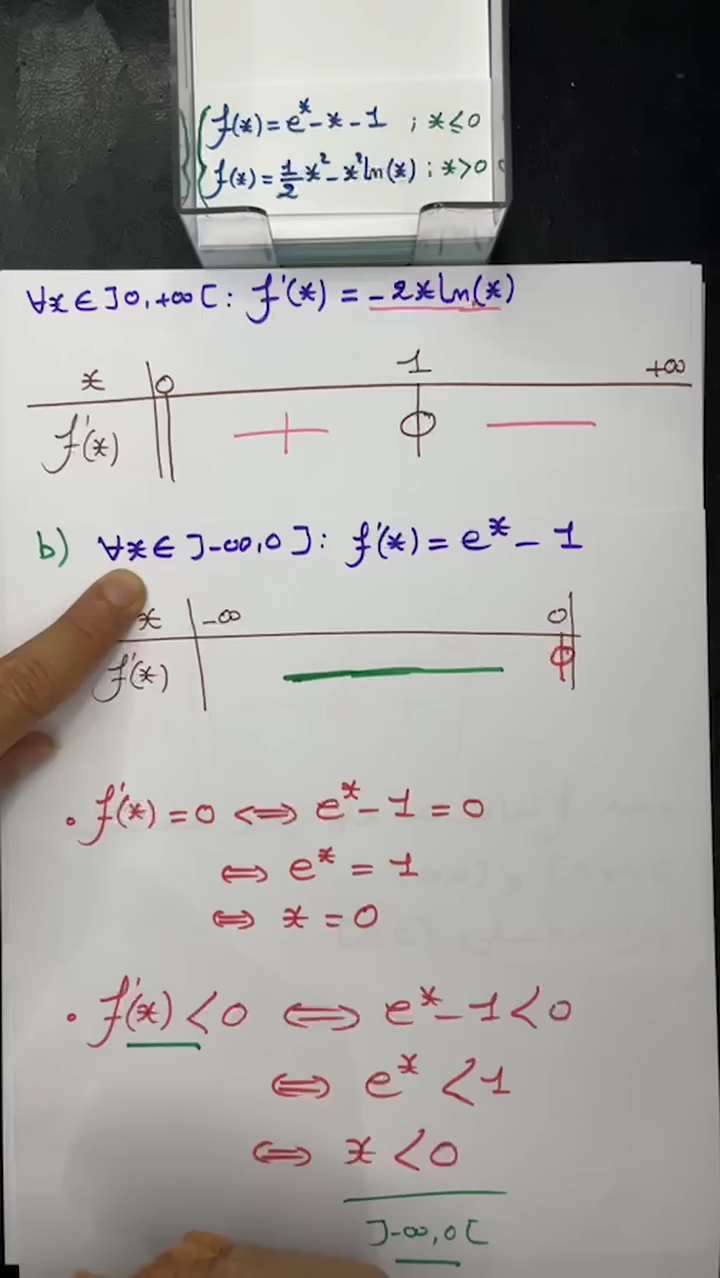 f(x) = e^x - x - 1 ; x ≤ 0
f(x) = 1/2 x² - x² ln(x) ; x > 0
∀x ∈ ]0, +∞[ : f'(x) = -2x ln(x)
x 0 1 +∞
f'(x) + 0 -
b) ∀x ∈ ]-∞, 0] : f'(x) = e^x - 1
x -∞ 0
f'(x) - 0
• f'(x) = 0 ⟺ e^x - 1 = 0
⟺ e^x = 1
⟺ x = 0
• f'(x) < 0 ⟺ e^x - 1 < 0
⟺ e^x < 1
⟺ x < 0
]-∞, 0[